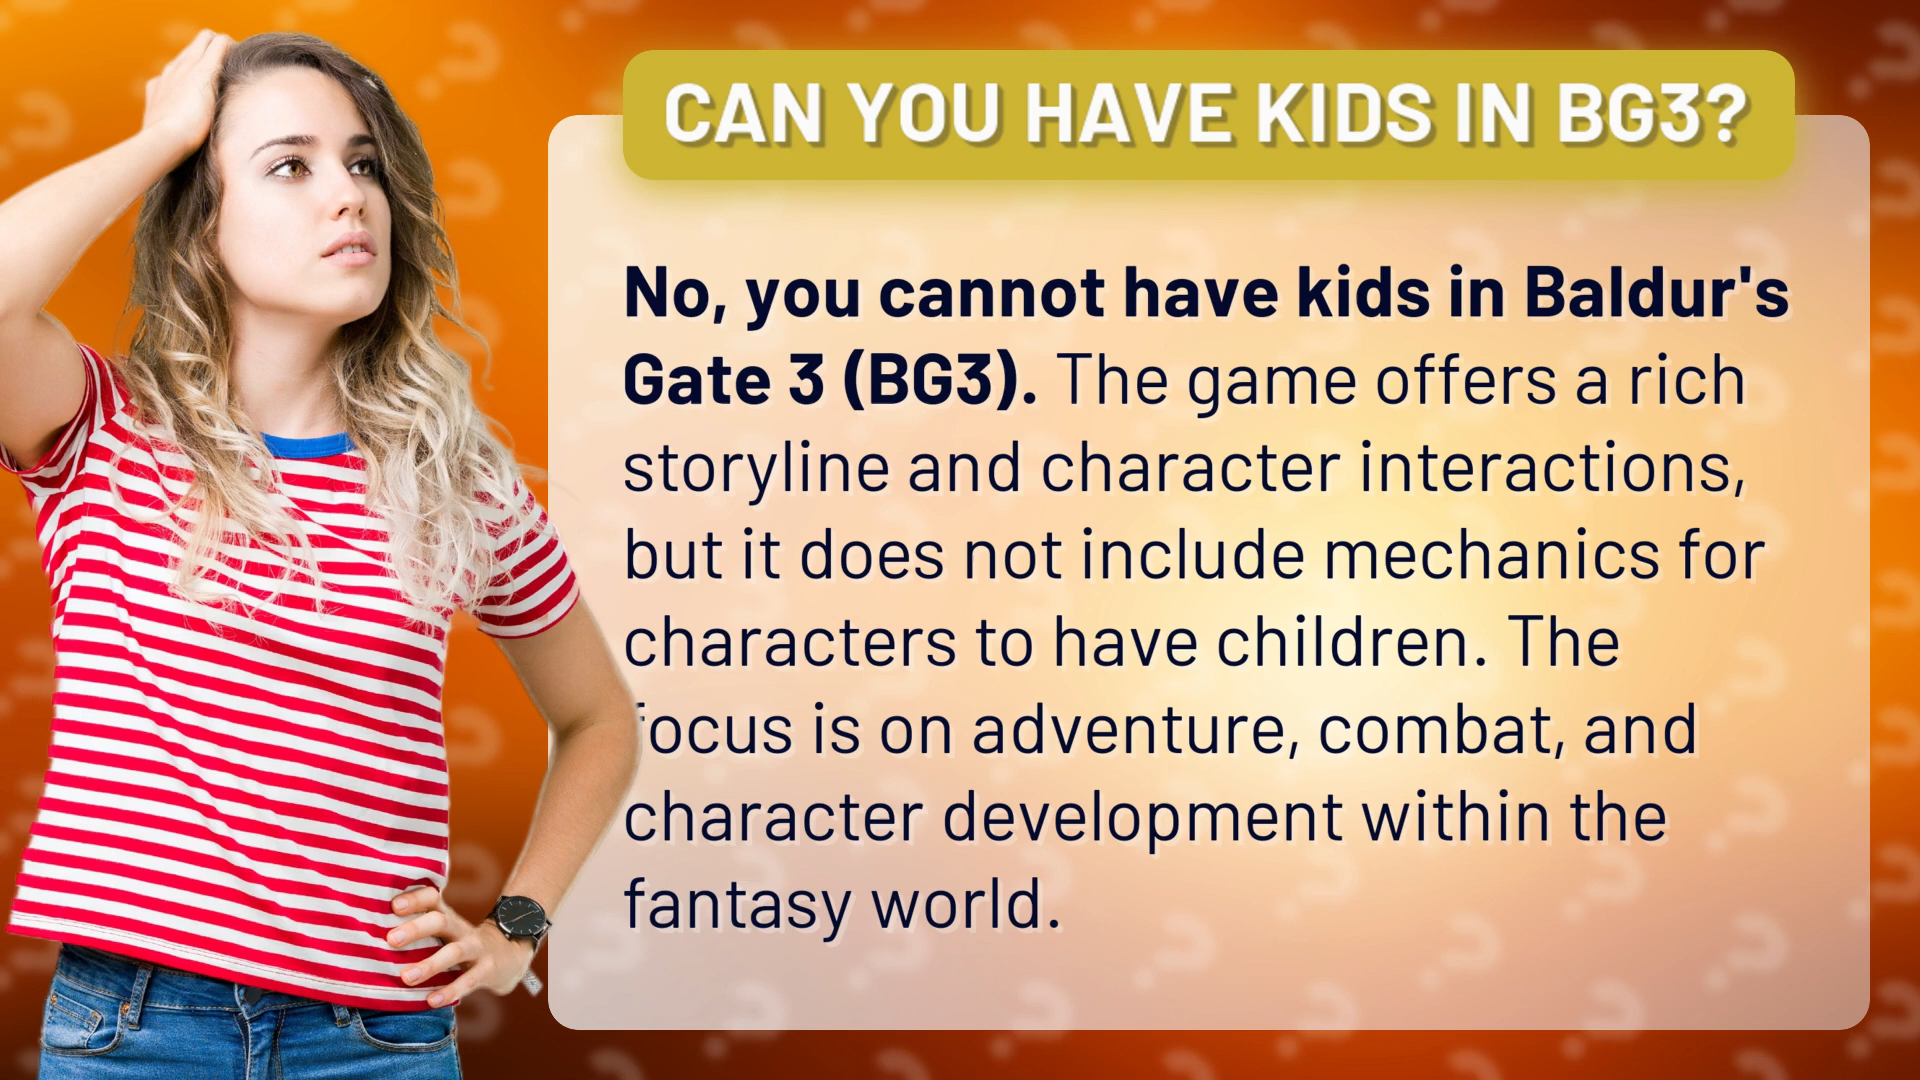 CAN YOU HAVE KIDS IN BG3?
No, you cannot have kids in Baldur's
Gate 3 (BG3). The game offers a rich
storyline and character interactions,
but it does not include mechanics for
characters to have children. The
focus is on adventure, combat, and
character development within the
fantasy world.